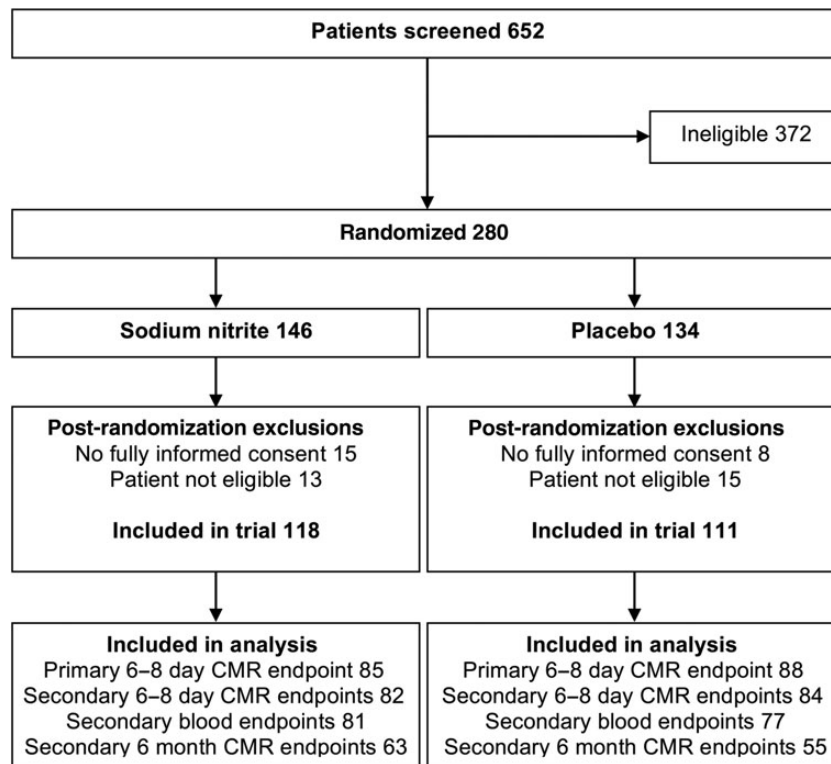 Patients screened 652
Ineligible 372
Randomized 280
Sodium nitrite 146
Placebo 134
Post-randomization exclusions
No fully informed consent 15
Patient not eligible 13
Included in trial 118
Post-randomization exclusions
No fully informed consent 8
Patient not eligible 15
Included in trial 111
Included in analysis
Primary 6–8 day CMR endpoint 85
Secondary 6–8 day CMR endpoints 82
Secondary blood endpoints 81
Secondary 6 month CMR endpoints 63
Included in analysis
Primary 6–8 day CMR endpoint 88
Secondary 6–8 day CMR endpoints 84
Secondary blood endpoints 77
Secondary 6 month CMR endpoints 55